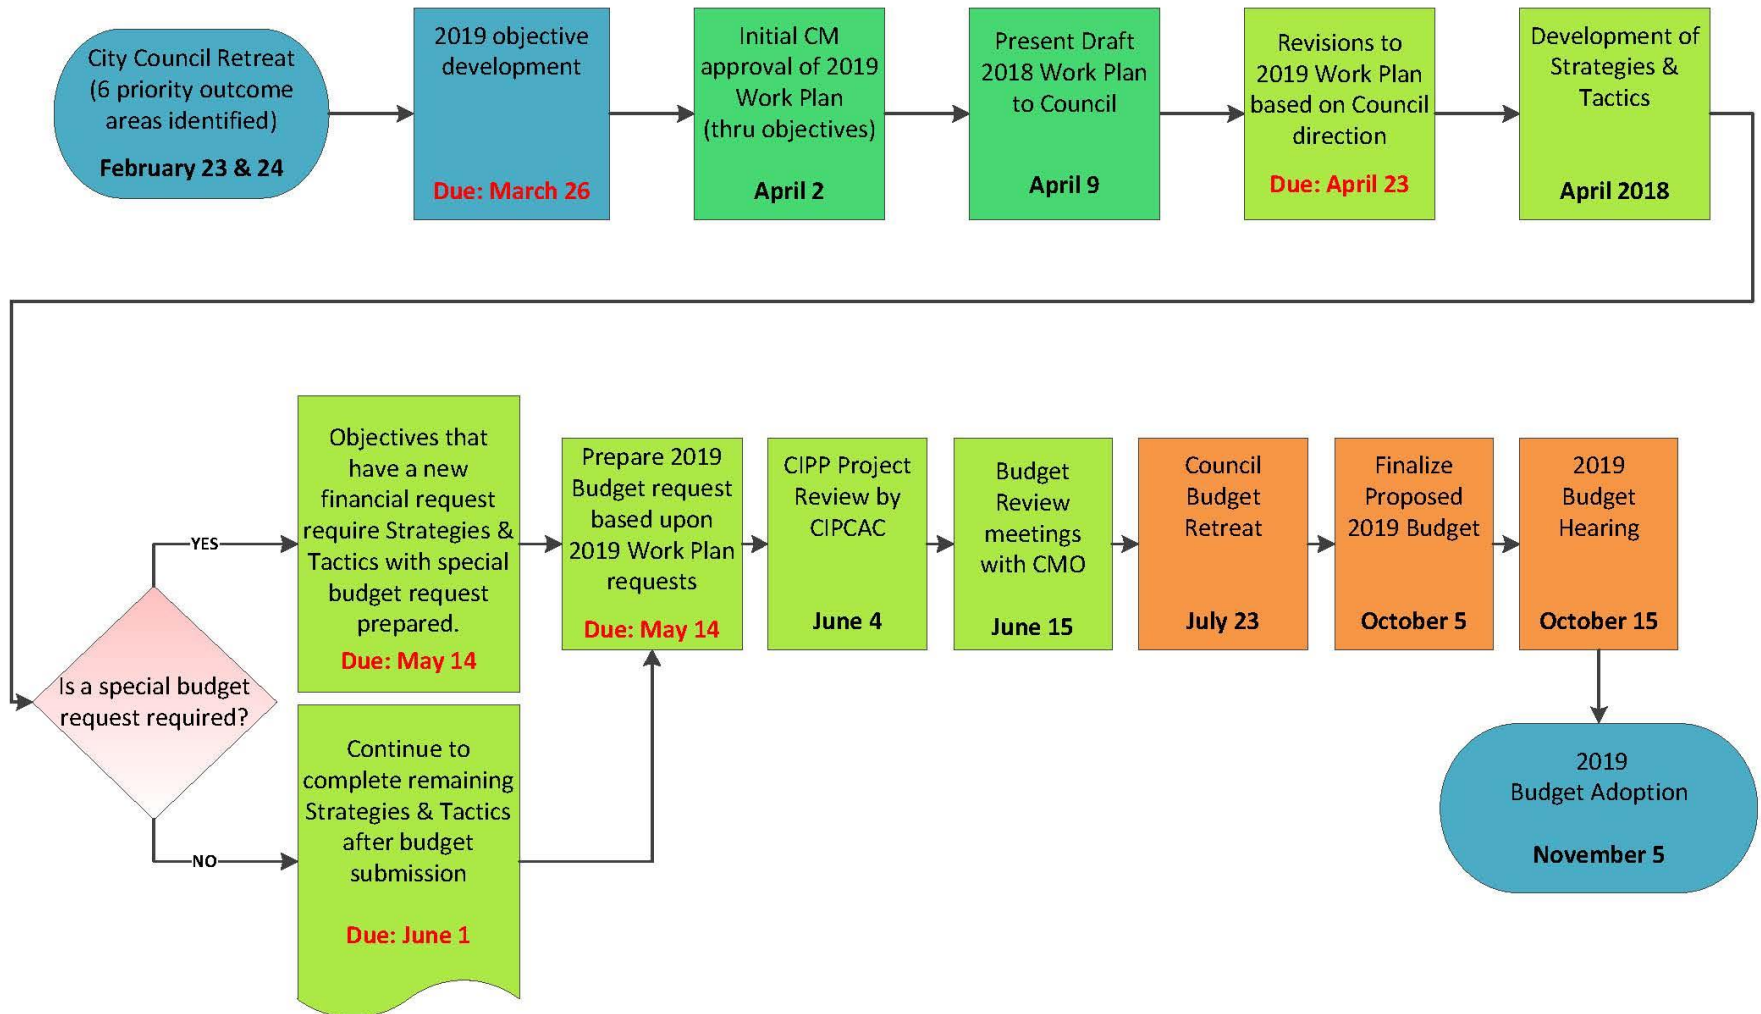 City Council Retreat
(6 priority outcome
areas identified)
February 23 & 24
2019 objective
development
Due: March 26
Initial CM
approval of 2019
Work Plan
(thru objectives)
April 2
Present Draft
2018 Work Plan
to Council
April 9
Revisions to
2019 Work Plan
based on Council
direction
Due: April 23
Development of
Strategies &
Tactics
April 2018
Is a special budget
request required?
YES
Objectives that
have a new
financial request
require Strategies &
Tactics with special
budget request
prepared.
Due: May 14
NO
Continue to
complete remaining
Strategies & Tactics
after budget
submission
Due: June 1
Prepare 2019
Budget request
based upon
2019 Work Plan
requests
Due: May 14
CIPP Project
Review by
CIPCAC
June 4
Budget
Review
meetings
with CMO
June 15
Council
Budget
Retreat
July 23
Finalize
Proposed
2019 Budget
October 5
2019
Budget
Hearing
October 15
2019
Budget Adoption
November 5